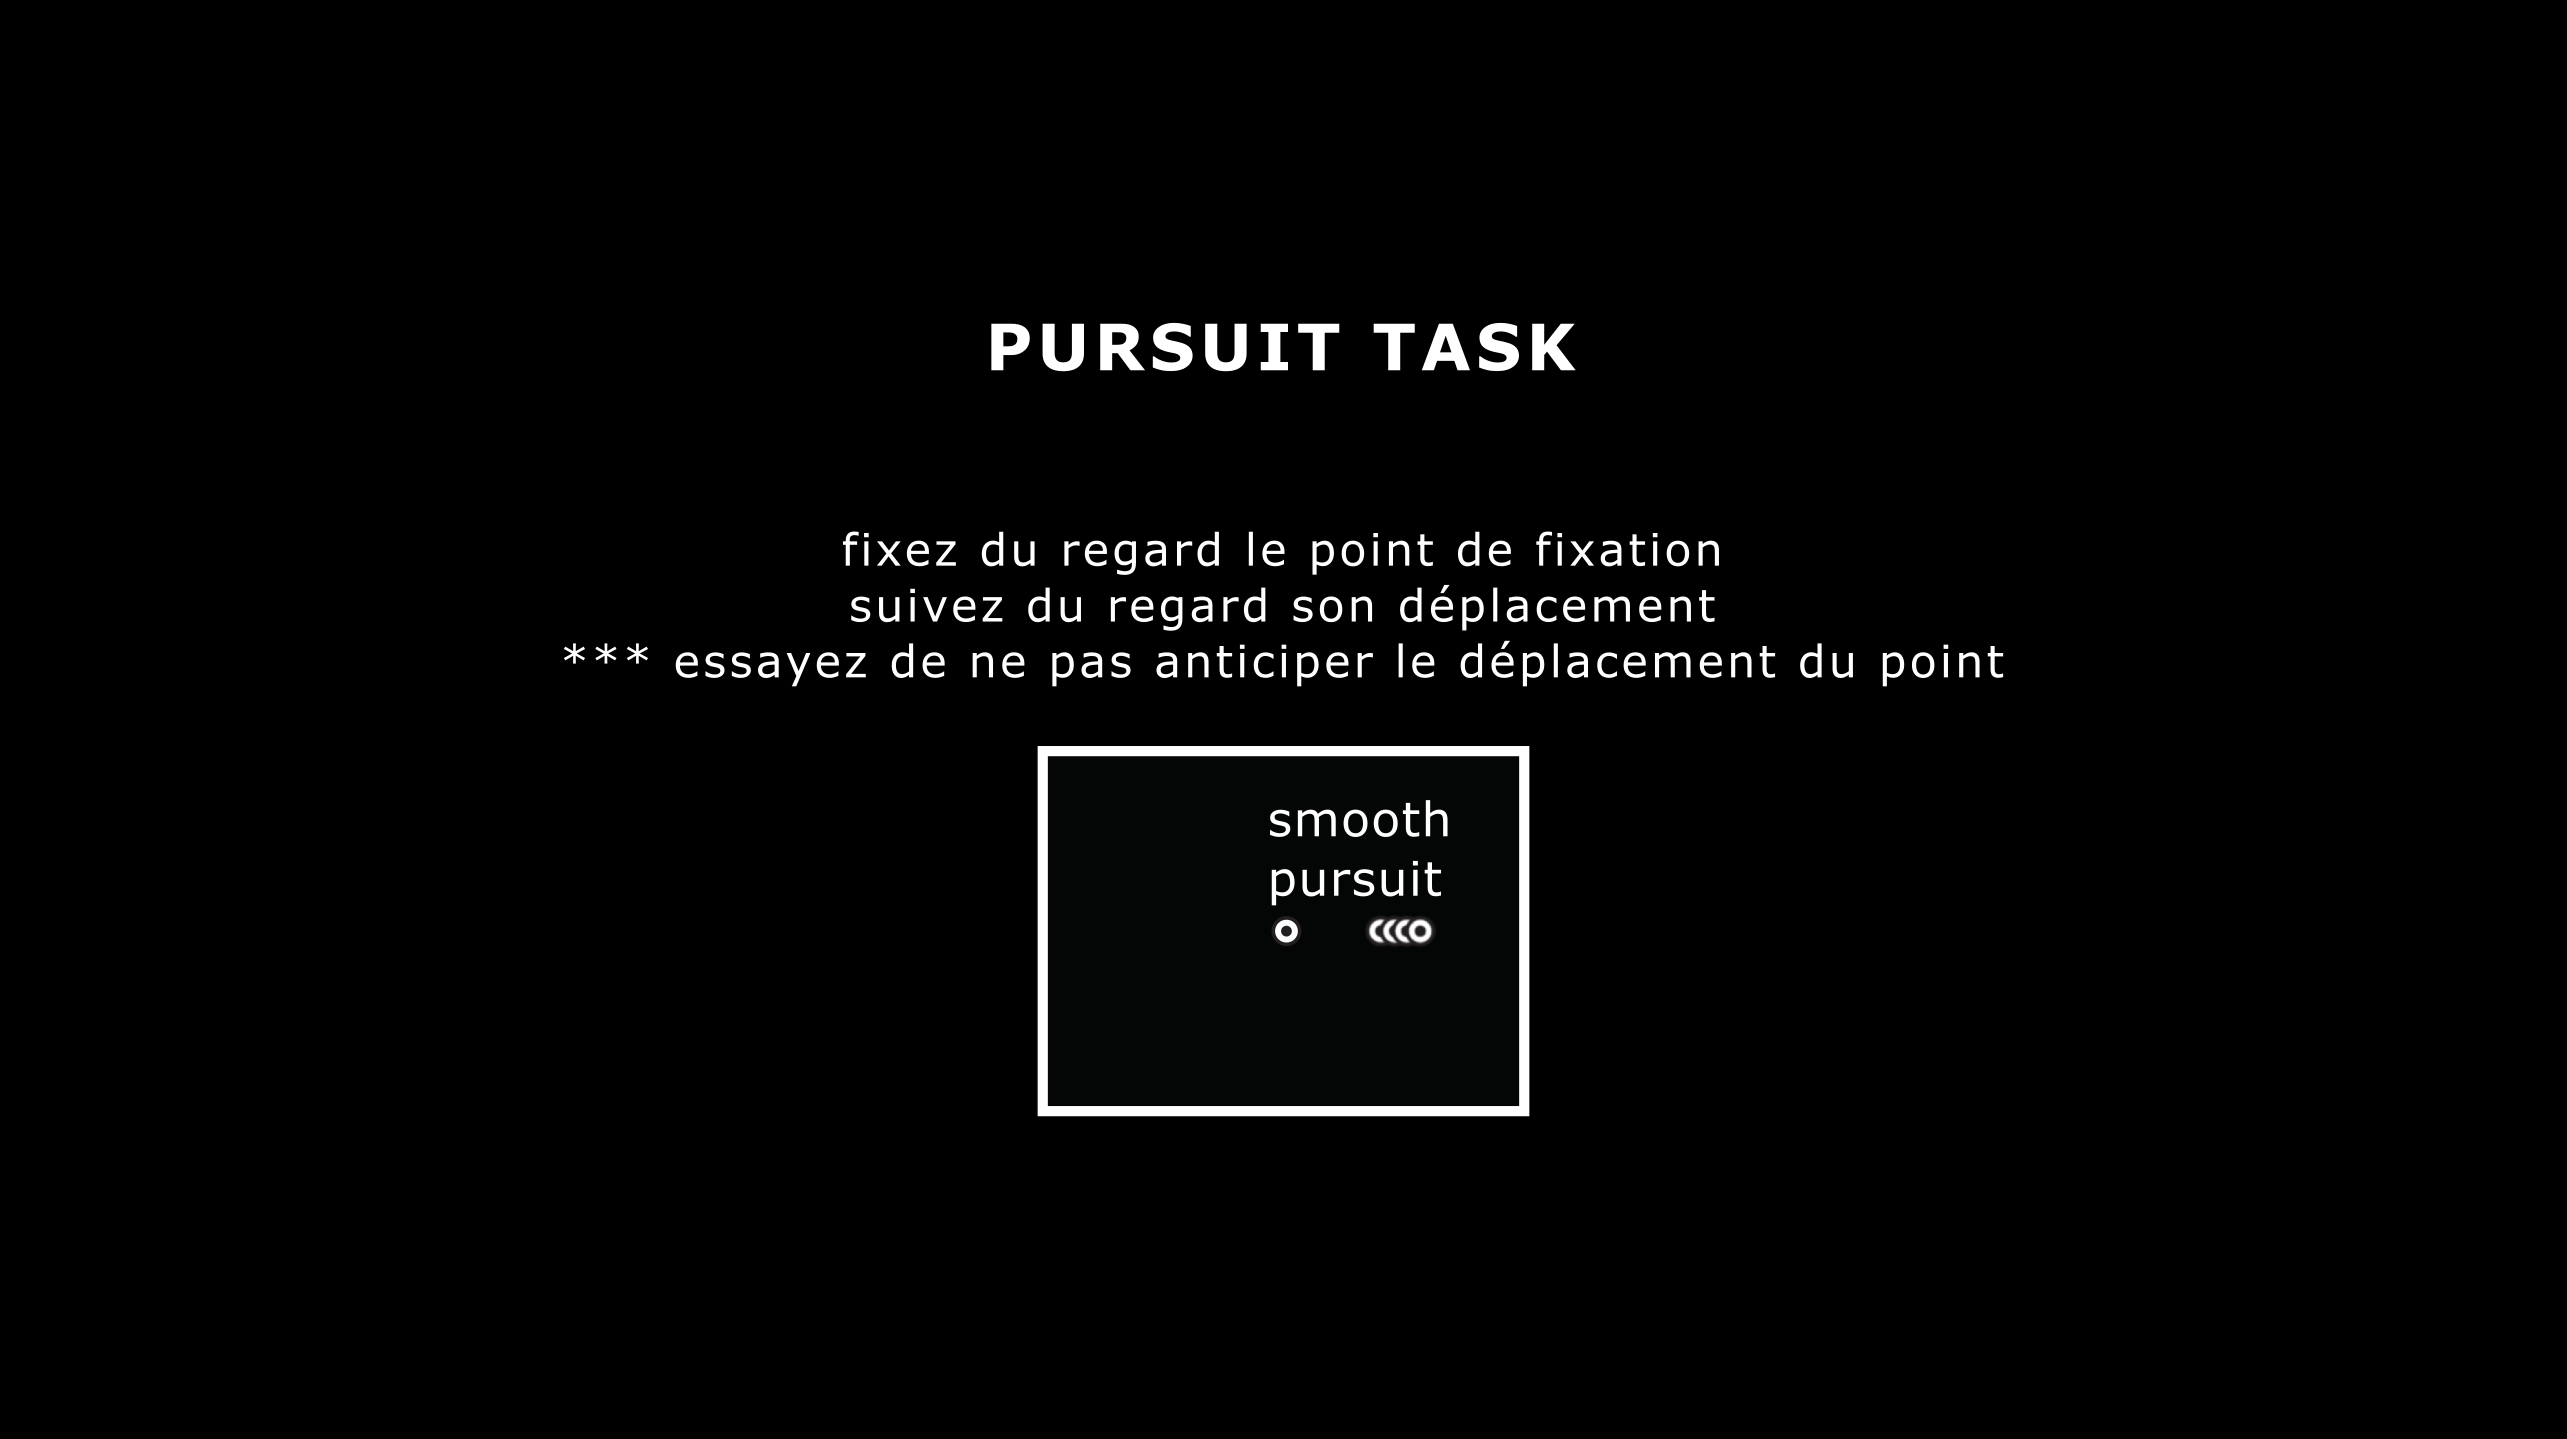 PURSUIT TASK
fixez du regard le point de fixation
suivez du regard son déplacement
*** essayez de ne pas anticiper le déplacement du point
smooth
pursuit